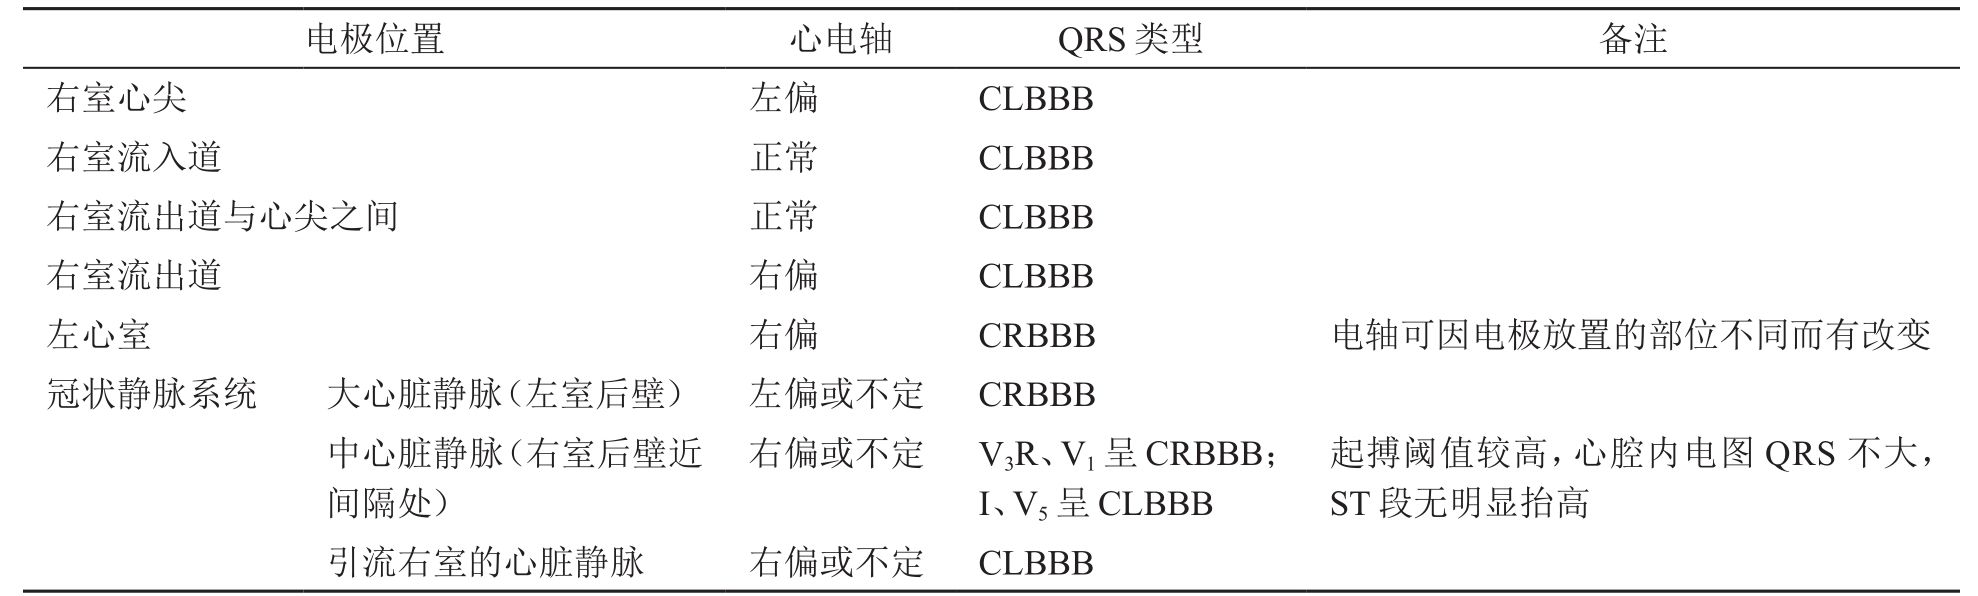 电极位置 心电轴 QRS 类型 备注
右室心尖 左偏 CLBBB
右室流入道 正常 CLBBB
右室流出道与心尖之间 正常 CLBBB
右室流出道 右偏 CLBBB
左心室 右偏 CRBBB 电轴可因电极放置的部位不同而有改变
冠状静脉系统 大心脏静脉（左室后壁） 左偏或不定 CRBBB
中心脏静脉（右室后壁近 右偏或不定 V₃R、V₁ 呈 CRBBB； 起搏阈值较高，心腔内电图 QRS 不大，
间隔处） I、V₅ 呈 CLBBB ST 段无明显抬高
引流右室的心脏静脉 右偏或不定 CLBBB